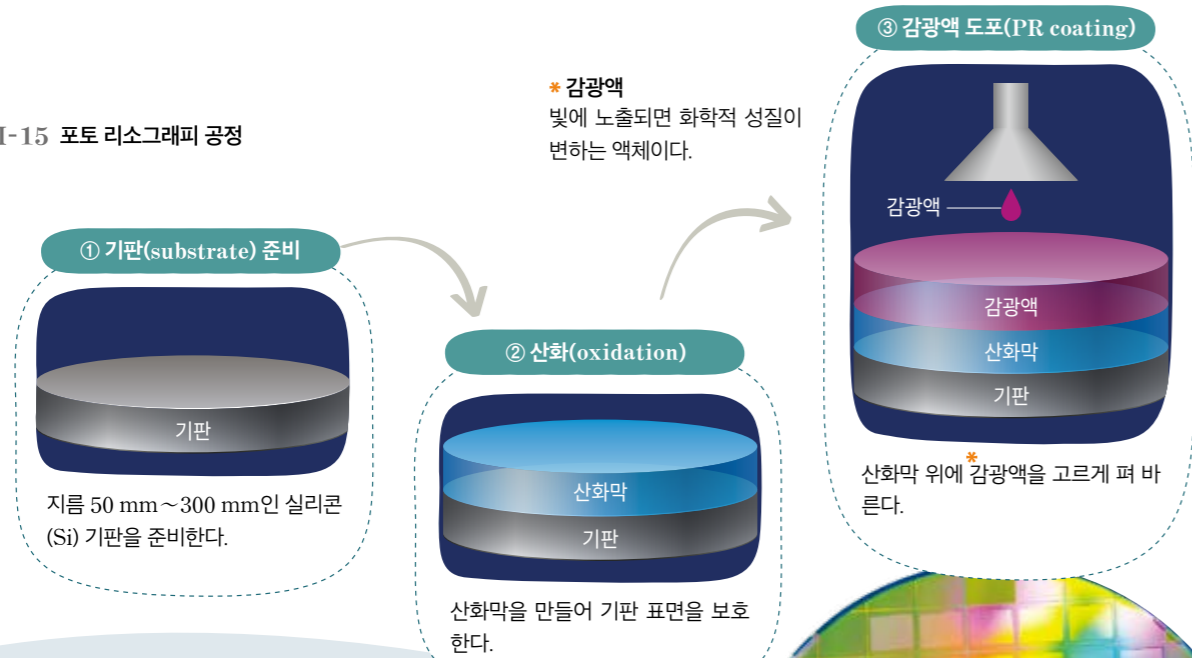 I-15 포토 리소그래피 공정
① 기판(substrate) 준비
기판
지름 50 mm~300 mm인 실리콘
(Si) 기판을 준비한다.
② 산화(oxidation)
산화막
기판
산화막을 만들어 기판 표면을 보호
한다.
* 감광액
빛에 노출되면 화학적 성질이
변하는 액체이다.
③ 감광액 도포(PR coating)
감광액
감광액
산화막
기판
*
산화막 위에 감광액을 고르게 펴 바
른다.